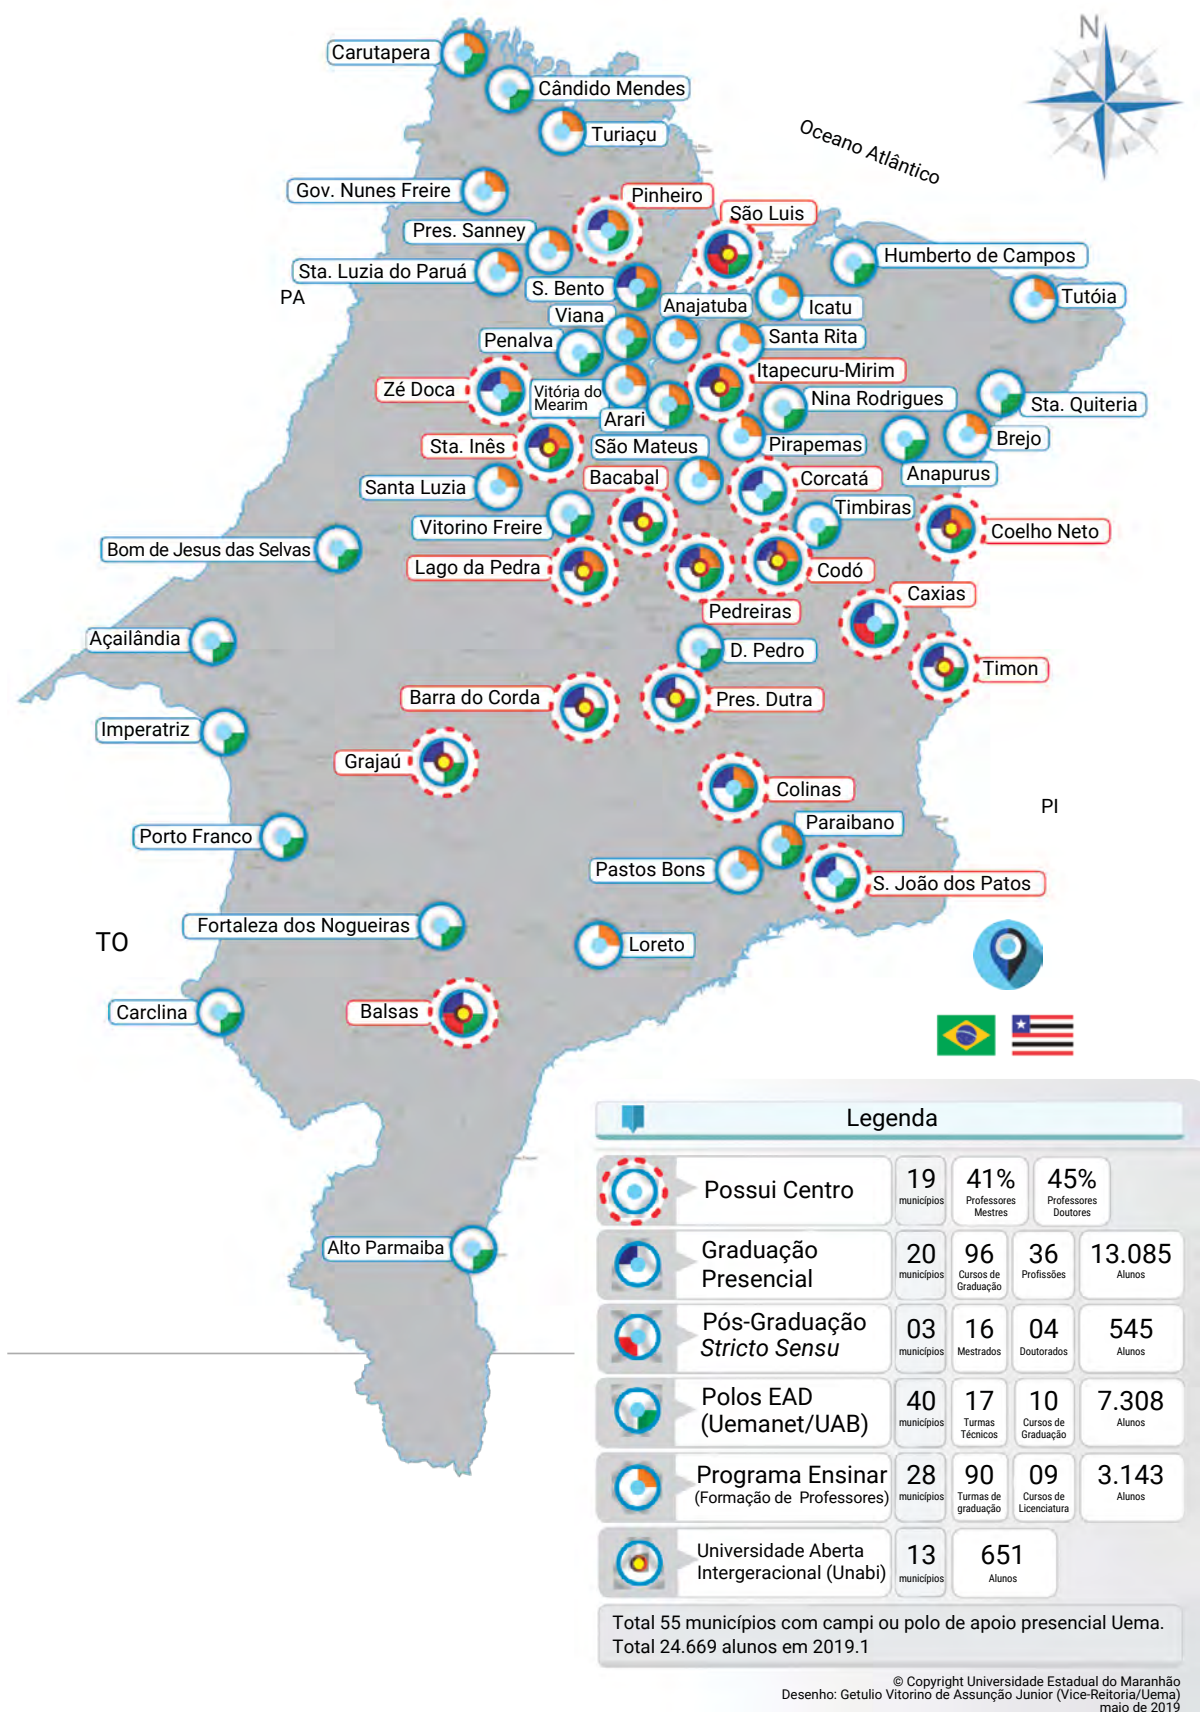 N
Carutapera
Cândido Mendes
Turiaçu
Oceano Atlântico
Gov. Nunes Freire
Pinheiro
São Luis
Pres. Sanney
Humberto de Campos
Sta. Luzia do Paruá
PA
S. Bento
Anajatuba
Icatu
Tutóia
Viana
Penalva
Santa Rita
Itapecuru-Mirim
Zé Doca
Vitória do
Mearim
Nina Rodrigues
Sta. Quiteria
Arari
Sta. Inês
São Mateus
Pirapemas
Brejo
Bacabal
Corcatá
Anapurus
Santa Luzia
Timbiras
Vitorino Freire
Coelho Neto
Bom de Jesus das Selvas
Lago da Pedra
Codó
Caxias
Pedreiras
Açailândia
D. Pedro
Timon
Barra do Corda
Pres. Dutra
Imperatriz
Grajaú
Colinas
PI
Paraibano
Porto Franco
Pastos Bons
S. João dos Patos
Fortaleza dos Nogueiras
TO
Loreto
Carclina
Balsas
Alto Parmaiba
Legenda
Possui Centro
19
municípios
41%
Professores
Mestres
45%
Professores
Doutores
Graduação
Presencial
20
municípios
96
Cursos de
Graduação
36
Profissões
13.085
Alunos
Pós-Graduação
Stricto Sensu
03
municípios
16
Mestrados
04
Doutorados
545
Alunos
Polos EAD
(Uemanet/UAB)
40
municípios
17
Turmas
Técnicos
10
Cursos de
Graduação
7.308
Alunos
Programa Ensinar
(Formação de Professores)
28
municípios
90
Turmas de
graduação
09
Cursos de
Licenciatura
3.143
Alunos
Universidade Aberta
Intergeracional (Unabi)
13
municípios
651
Alunos
Total 55 municípios com campi ou polo de apoio presencial Uema.
Total 24.669 alunos em 2019.1
© Copyright Universidade Estadual do Maranhão
Desenho: Getulio Vitorino de Assunção Junior (Vice-Reitoria/Uema)
maio de 2019